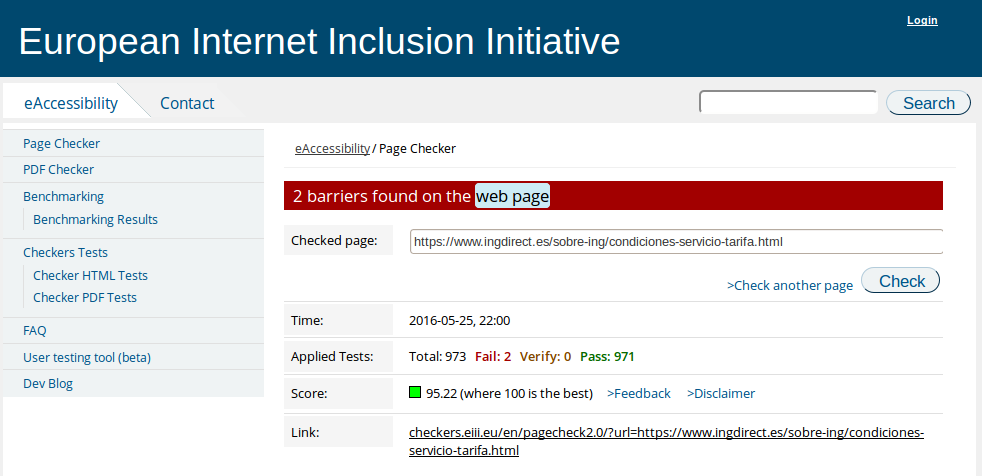 Login
European Internet Inclusion Initiative
eAccessibility
Contact
Search
Page Checker
PDF Checker
Benchmarking
Benchmarking Results
Checkers Tests
Checker HTML Tests
Checker PDF Tests
FAQ
User testing tool (beta)
Dev Blog
eAccessibility / Page Checker
2 barriers found on the web page
Checked page: https://www.ingdirect.es/sobre-ing/condiciones-servicio-tarifa.html
>Check another page Check
Time: 2016-05-25, 22:00
Applied Tests: Total: 973 Fail: 2 Verify: 0 Pass: 971
Score: 95.22 (where 100 is the best) >Feedback >Disclaimer
Link: checkers.eiii.eu/en/pagecheck2.0/?url=https://www.ingdirect.es/sobre-ing/condiciones-
servicio-tarifa.html